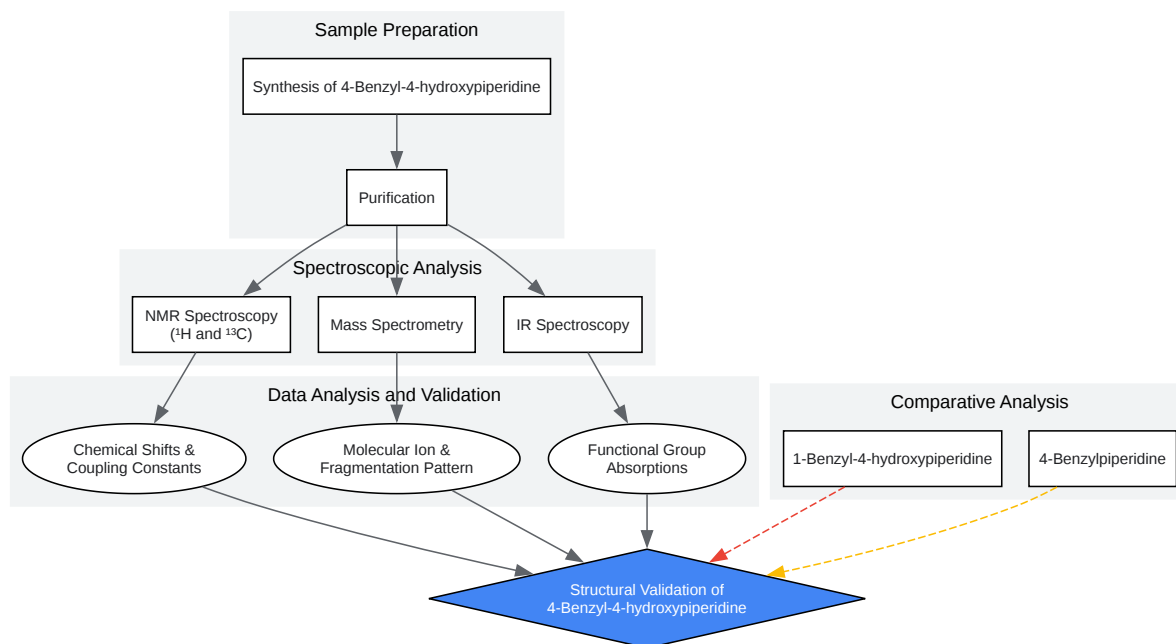 Sample Preparation
Synthesis of 4-Benzyl-4-hydroxypiperidine
Purification
Spectroscopic Analysis
NMR Spectroscopy
(¹H and ¹³C)
Mass Spectrometry
IR Spectroscopy
Data Analysis and Validation
Chemical Shifts &
Coupling Constants
Molecular Ion &
Fragmentation Pattern
Functional Group
Absorptions
Comparative Analysis
1-Benzyl-4-hydroxypiperidine
4-Benzylpiperidine
Structural Validation of
4-Benzyl-4-hydroxypiperidine